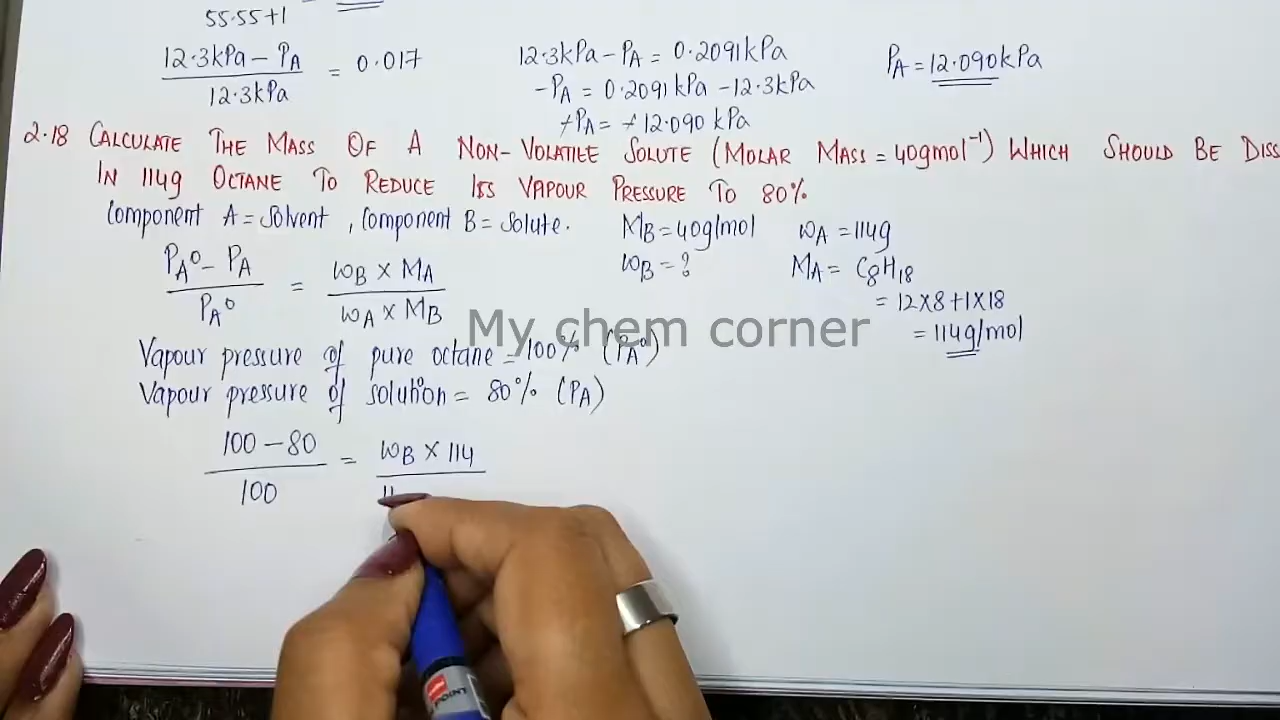 55.55+1
12.3kPa - PA / 12.3kPa = 0.017
12.3kPa - PA = 0.2091kPa
-PA = 0.2091kPa - 12.3kPa
+PA = +12.090 kPa
PA = 12.090kPa
2.18 CALCULATE THE MASS OF A NON-VOLATILE SOLUTE (MOLAR MASS = 40gmol⁻¹) WHICH SHOULD BE DISS
IN 114g OCTANE TO REDUCE ITS VAPOUR PRESSURE TO 80%
Component A = Solvent, Component B = Solute.
MB = 40g/mol
wA = 114g
wB = ?
MA = C8H18
= 12×8+1×18
= 114g/mol
PA⁰ - PA / PA⁰ = wB × MA / wA × MB
My chem corner
Vapour pressure of pure octane = 100% (PA⁰)
Vapour pressure of solution = 80% (PA)
100 - 80 / 100 = wB × 114 / 11